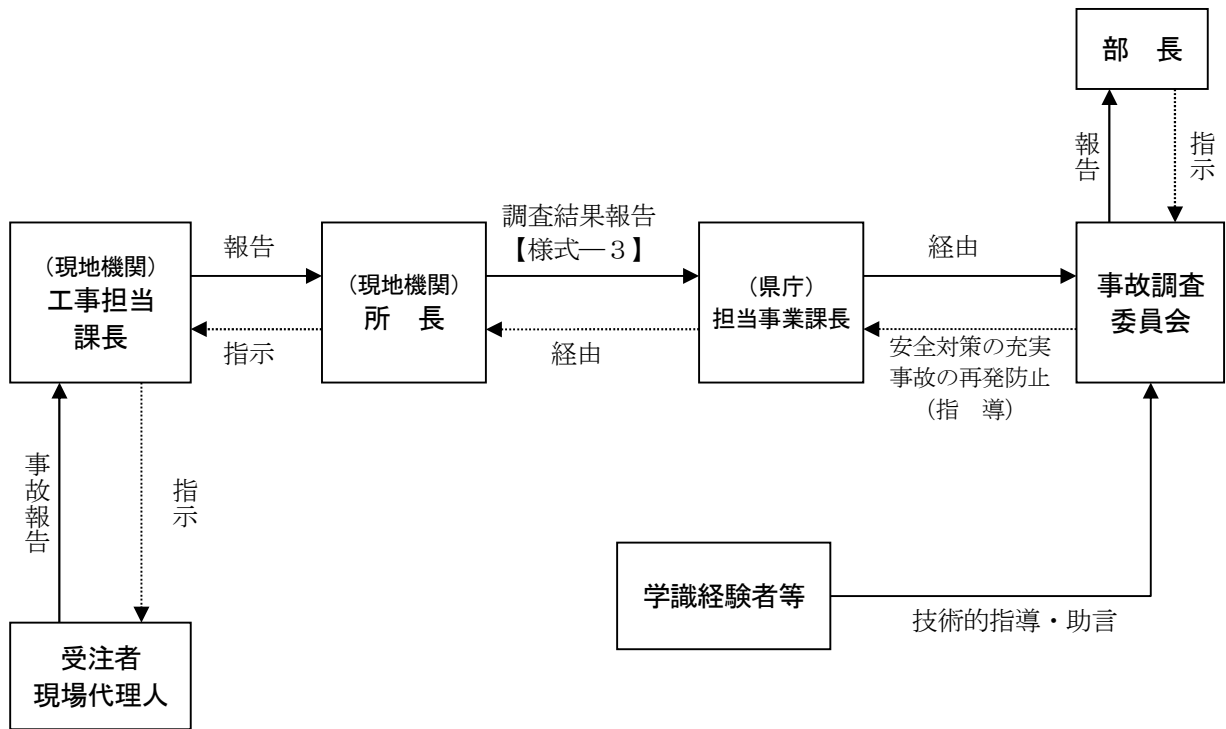 部　長
報告
指示
調査結果報告
【様式―３】
報告
経由
（現地機関）
工事担当
課長
（現地機関）
所　長
（県庁）
担当事業課長
事故調査
委員会
指示
経由
安全対策の充実
事故の再発防止
（指　導）
事故報告
指示
学識経験者等
技術的指導・助言
受注者
現場代理人